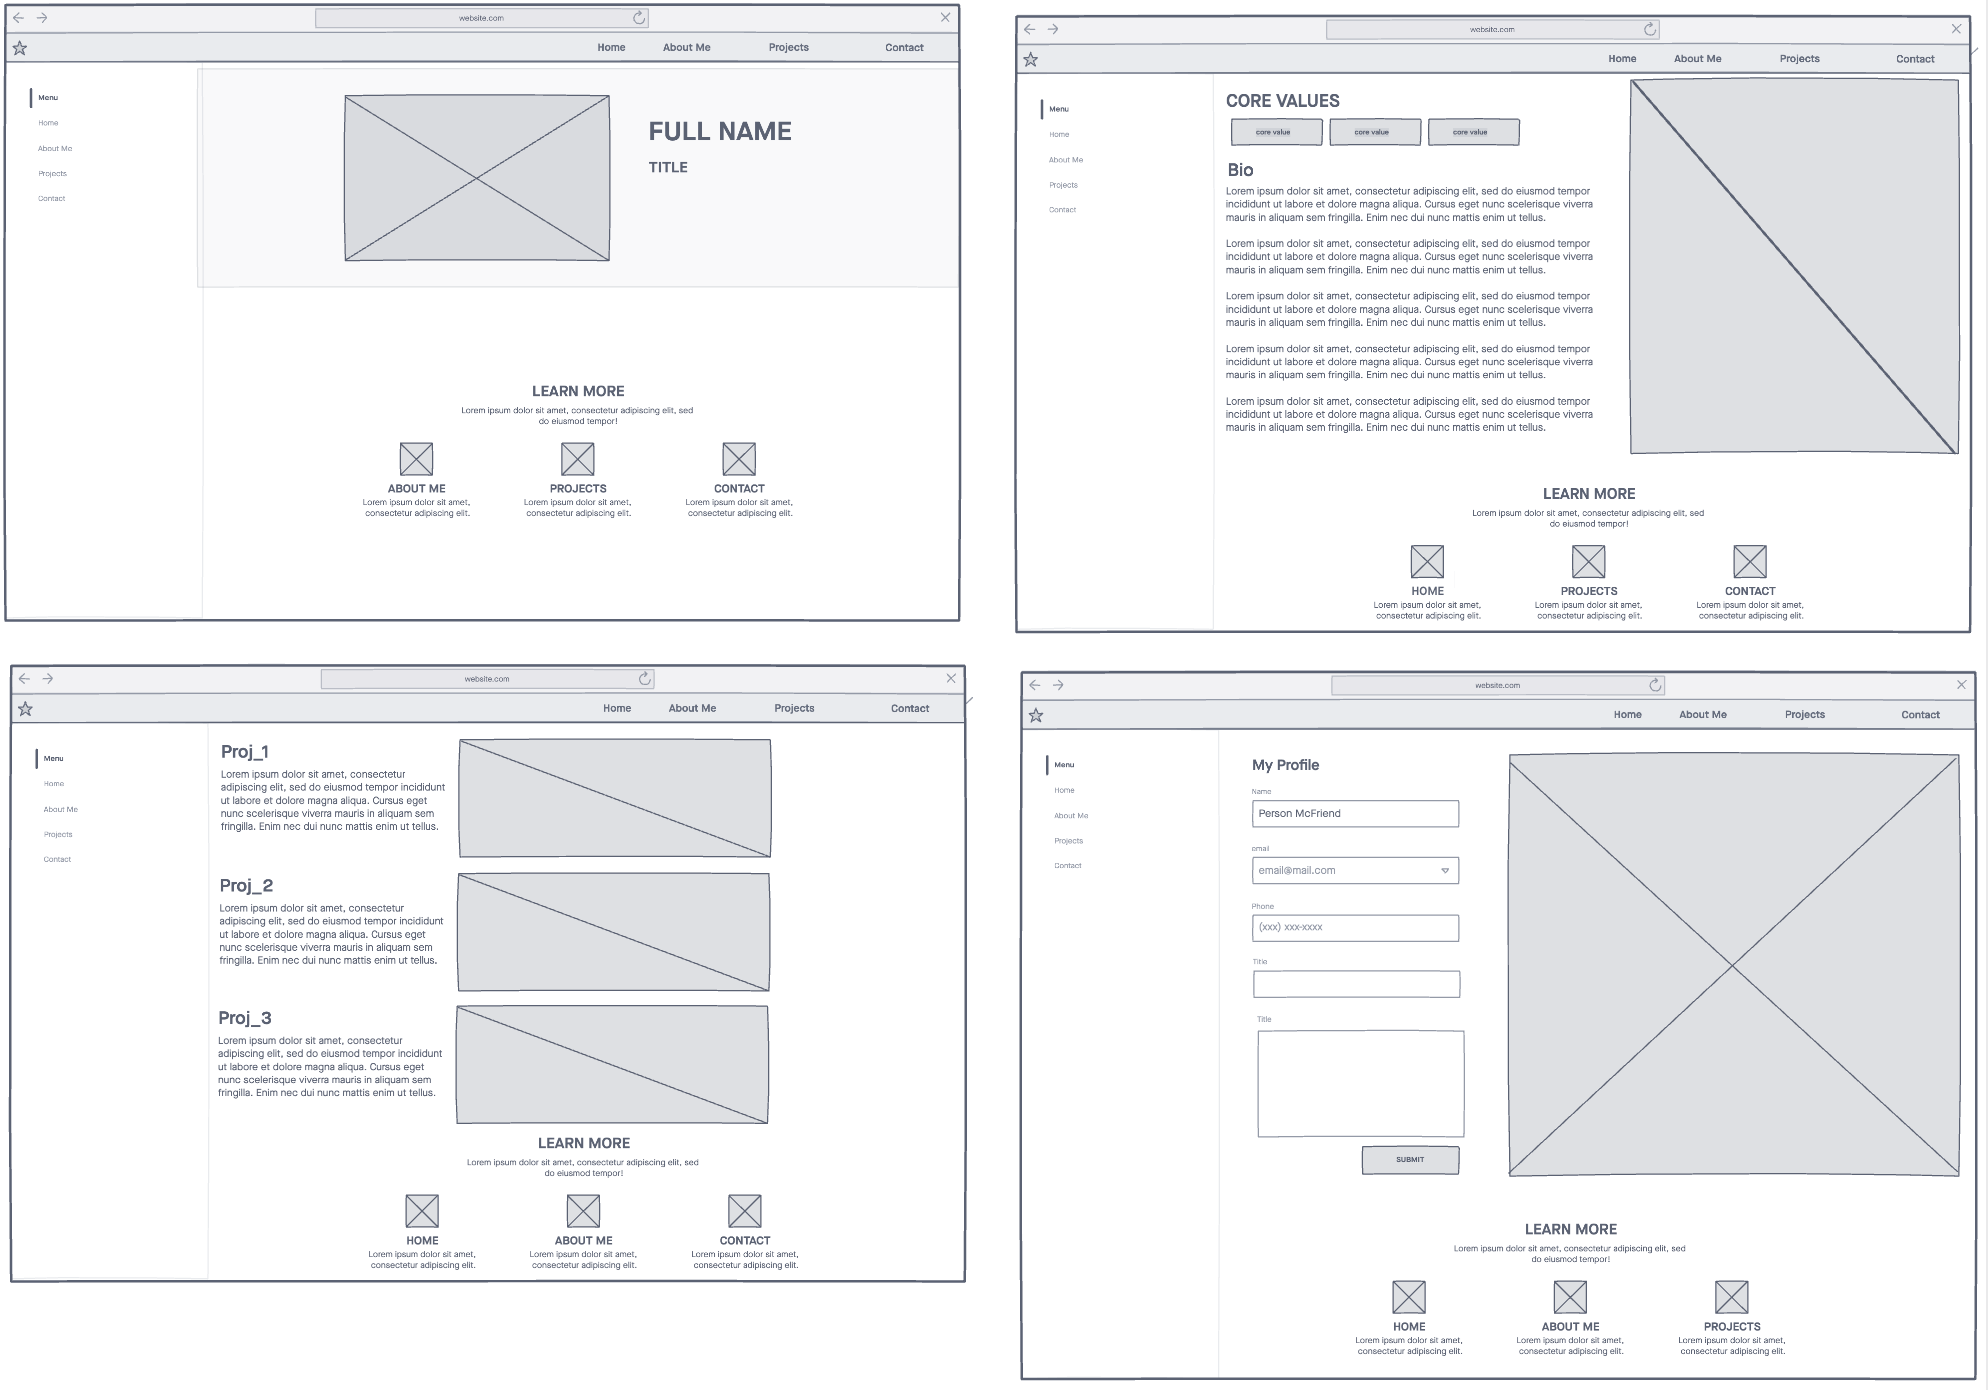 website.com
Home About Me Projects Contact
Menu
Home
About Me
Projects
Contact
FULL NAME
TITLE
LEARN MORE
Lorem ipsum dolor sit amet, consectetur adipiscing elit, sed
do eiusmod tempor!
ABOUT ME
Lorem ipsum dolor sit amet,
consectetur adipiscing elit.
PROJECTS
Lorem ipsum dolor sit amet,
consectetur adipiscing elit.
CONTACT
Lorem ipsum dolor sit amet,
consectetur adipiscing elit.
website.com
Home About Me Projects Contact
Menu
Home
About Me
Projects
Contact
CORE VALUES
core value core value core value
Bio
Lorem ipsum dolor sit amet, consectetur adipiscing elit, sed do eiusmod tempor
incididunt ut labore et dolore magna aliqua. Cursus eget nunc scelerisque viverra
mauris in aliquam sem fringilla. Enim nec dui nunc mattis enim ut tellus.
Lorem ipsum dolor sit amet, consectetur adipiscing elit, sed do eiusmod tempor
incididunt ut labore et dolore magna aliqua. Cursus eget nunc scelerisque viverra
mauris in aliquam sem fringilla. Enim nec dui nunc mattis enim ut tellus.
Lorem ipsum dolor sit amet, consectetur adipiscing elit, sed do eiusmod tempor
incididunt ut labore et dolore magna aliqua. Cursus eget nunc scelerisque viverra
mauris in aliquam sem fringilla. Enim nec dui nunc mattis enim ut tellus.
Lorem ipsum dolor sit amet, consectetur adipiscing elit, sed do eiusmod tempor
incididunt ut labore et dolore magna aliqua. Cursus eget nunc scelerisque viverra
mauris in aliquam sem fringilla. Enim nec dui nunc mattis enim ut tellus.
Lorem ipsum dolor sit amet, consectetur adipiscing elit, sed do eiusmod tempor
incididunt ut labore et dolore magna aliqua. Cursus eget nunc scelerisque viverra
mauris in aliquam sem fringilla. Enim nec dui nunc mattis enim ut tellus.
LEARN MORE
Lorem ipsum dolor sit amet, consectetur adipiscing elit, sed
do eiusmod tempor!
HOME
Lorem ipsum dolor sit amet,
consectetur adipiscing elit.
PROJECTS
Lorem ipsum dolor sit amet,
consectetur adipiscing elit.
CONTACT
Lorem ipsum dolor sit amet,
consectetur adipiscing elit.
website.com
Home About Me Projects Contact
Menu
Home
About Me
Projects
Contact
Proj_1
Lorem ipsum dolor sit amet, consectetur
adipiscing elit, sed do eiusmod tempor incididunt
ut labore et dolore magna aliqua. Cursus eget
nunc scelerisque viverra mauris in aliquam sem
fringilla. Enim nec dui nunc mattis enim ut tellus.
Proj_2
Lorem ipsum dolor sit amet, consectetur
adipiscing elit, sed do eiusmod tempor incididunt
ut labore et dolore magna aliqua. Cursus eget
nunc scelerisque viverra mauris in aliquam sem
fringilla. Enim nec dui nunc mattis enim ut tellus.
Proj_3
Lorem ipsum dolor sit amet, consectetur
adipiscing elit, sed do eiusmod tempor incididunt
ut labore et dolore magna aliqua. Cursus eget
nunc scelerisque viverra mauris in aliquam sem
fringilla. Enim nec dui nunc mattis enim ut tellus.
LEARN MORE
Lorem ipsum dolor sit amet, consectetur adipiscing elit, sed
do eiusmod tempor!
HOME
Lorem ipsum dolor sit amet,
consectetur adipiscing elit.
ABOUT ME
Lorem ipsum dolor sit amet,
consectetur adipiscing elit.
CONTACT
Lorem ipsum dolor sit amet,
consectetur adipiscing elit.
website.com
Home About Me Projects Contact
Menu
Home
About Me
Projects
Contact
My Profile
Name
Person McFriend
email
email@mail.com
Phone
(xxx) xxx-xxxx
Title
Title
SUBMIT
LEARN MORE
Lorem ipsum dolor sit amet, consectetur adipiscing elit, sed
do eiusmod tempor!
HOME
Lorem ipsum dolor sit amet,
consectetur adipiscing elit.
ABOUT ME
Lorem ipsum dolor sit amet,
consectetur adipiscing elit.
PROJECTS
Lorem ipsum dolor sit amet,
consectetur adipiscing elit.